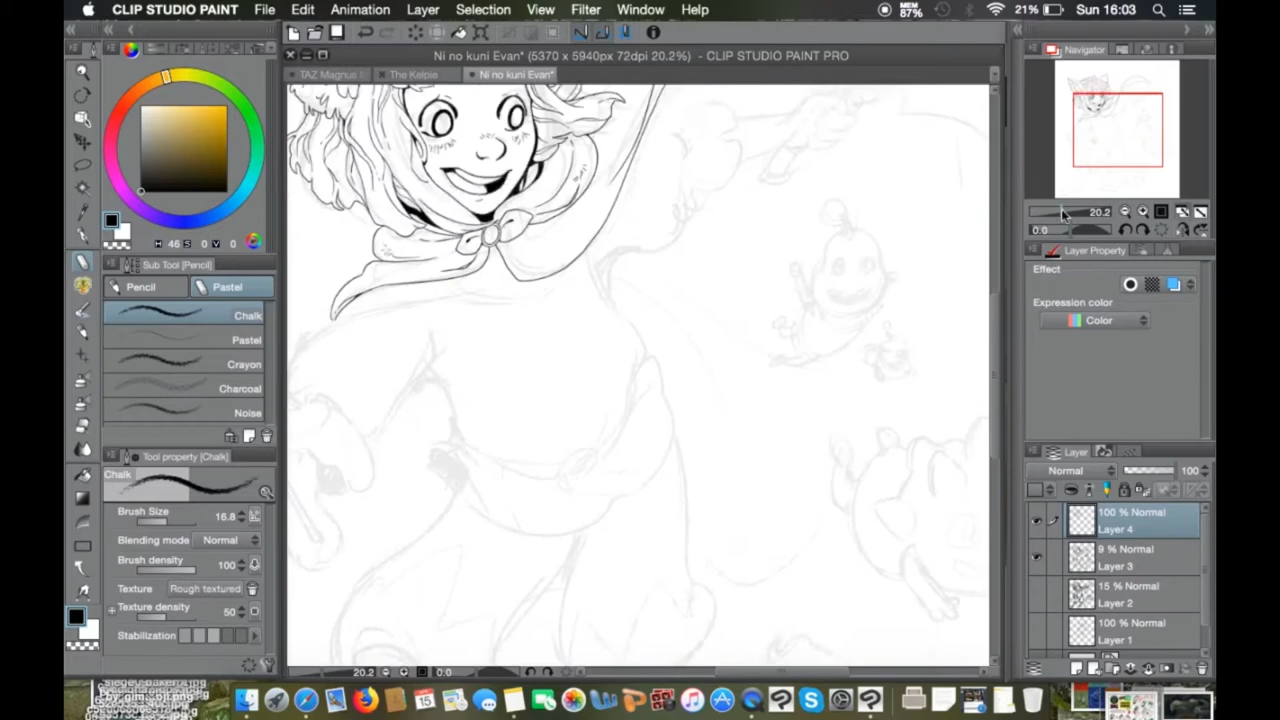 CLIP STUDIO PAINT File Edit Animation Layer Selection View Filter Window Help MEM 87% 21% Sun 16:03
Ni no kuni Evan* (5370 x 5940px 72dpi 20.2%) - CLIP STUDIO PAINT PRO
TAZ Magnus The Kelpie Ni no kuni Evan*
Navigator
20.2
0.0
H 46 S 0 V 0
Sub Tool [Pencil]
Pencil Pastel
Chalk
Pastel
Crayon
Charcoal
Noise
Tool property [Chalk]
Chalk
Brush Size 16.8
Blending mode Normal
Brush density 100
Texture Rough textured
Texture density 50
Stabilization
Layer Property
Effect
Expression color
Color
Layer
Normal 100
100 % Normal
Layer 4
9 % Normal
Layer 3
15 % Normal
Layer 2
100 % Normal
Layer 1
20.2 0.0
15